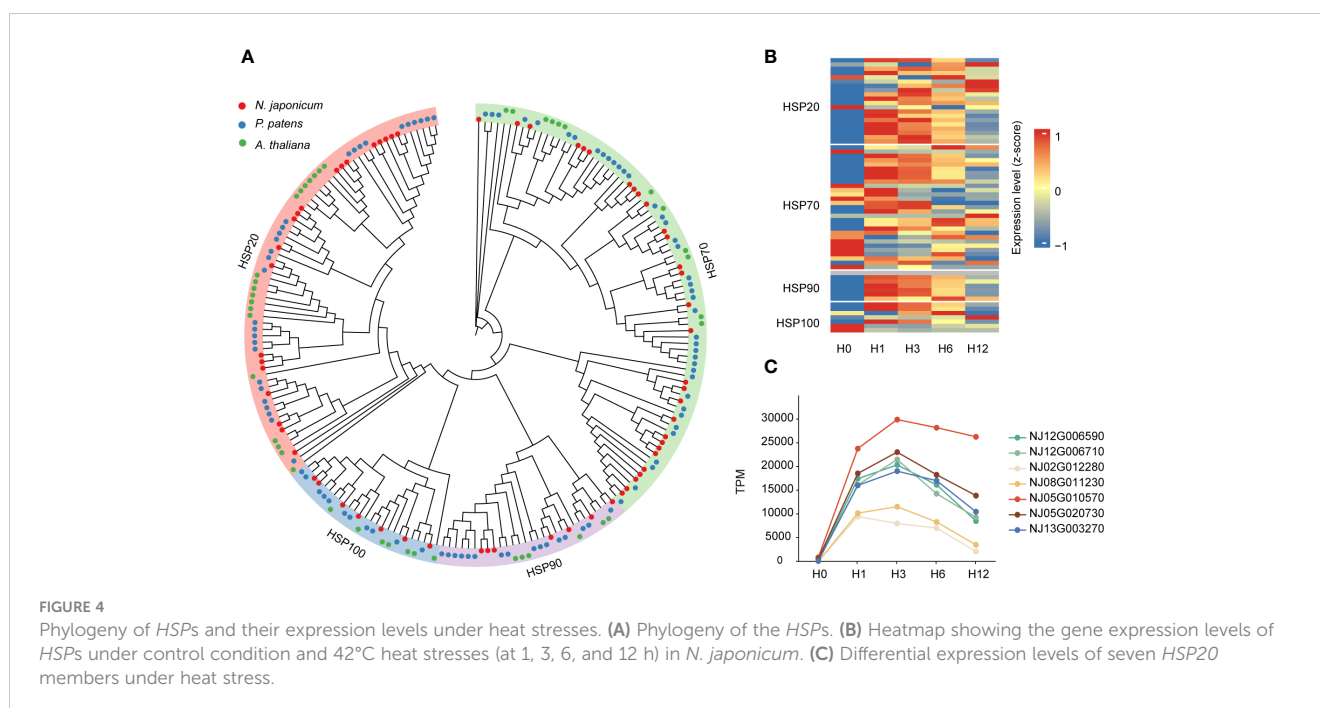 A
N. japonicum
P. patens
A. thaliana
HSP20
HSP70
HSP100
HSP90
B
HSP20
HSP70
HSP90
HSP100
H0 H1 H3 H6 H12
1
0
−1
Expression level (z-score)
C
TPM
30000
25000
20000
15000
10000
5000
0
H0 H1 H3 H6 H12
NJ12G006590
NJ12G006710
NJ02G012280
NJ08G011230
NJ05G010570
NJ05G020730
NJ13G003270
FIGURE 4
Phylogeny of HSPs and their expression levels under heat stresses. (A) Phylogeny of the HSPs. (B) Heatmap showing the gene expression levels of
HSPs under control condition and 42°C heat stresses (at 1, 3, 6, and 12 h) in N. japonicum. (C) Differential expression levels of seven HSP20
members under heat stress.